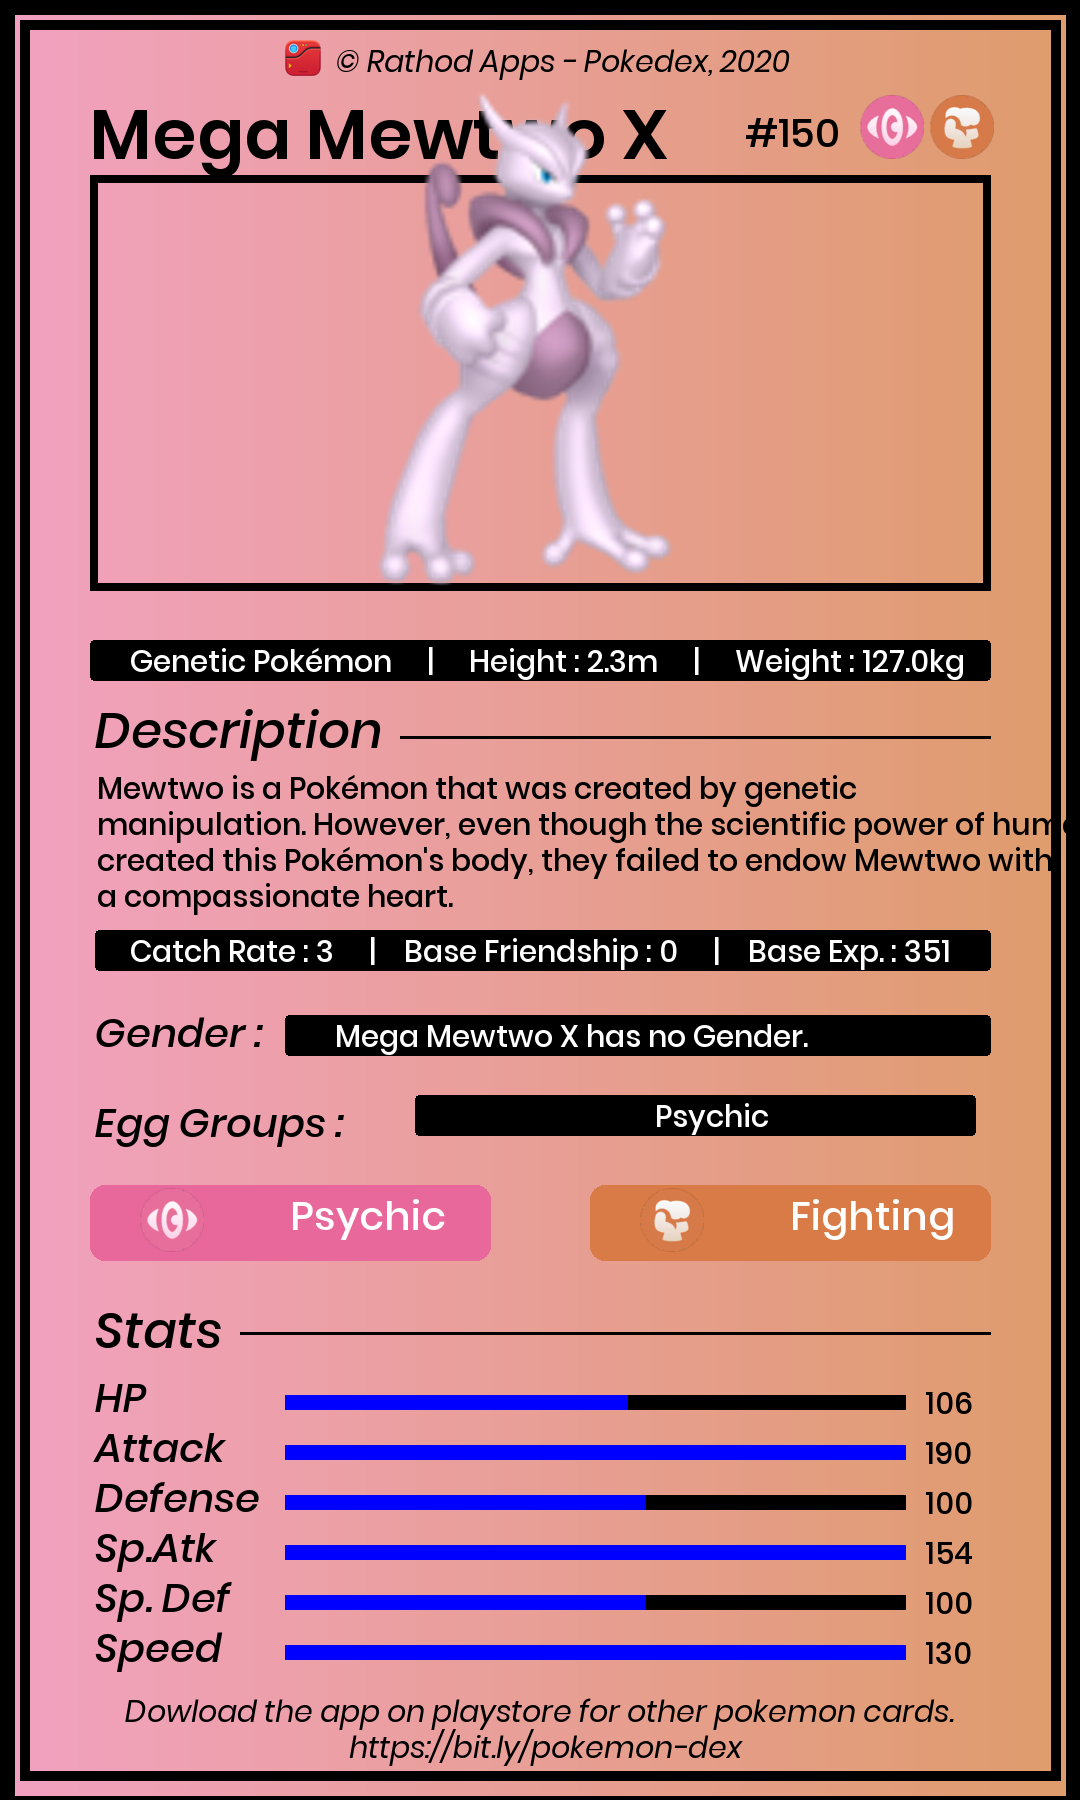 © Rathod Apps - Pokedex, 2020
Mega Mewtwo X #150
Genetic Pokémon | Height : 2.3m | Weight : 127.0kg
Description
Mewtwo is a Pokémon that was created by genetic
manipulation. However, even though the scientific power of
created this Pokémon's body, they failed to endow Mewtwo with
a compassionate heart.
Catch Rate : 3 | Base Friendship : 0 | Base Exp. : 351
Gender : Mega Mewtwo X has no Gender.
Egg Groups : Psychic
Psychic Fighting
Stats
HP 106
Attack 190
Defense 100
Sp.Atk 154
Sp. Def 100
Speed 130
Dowload the app on playstore for other pokemon cards.
https://bit.ly/pokemon-dex